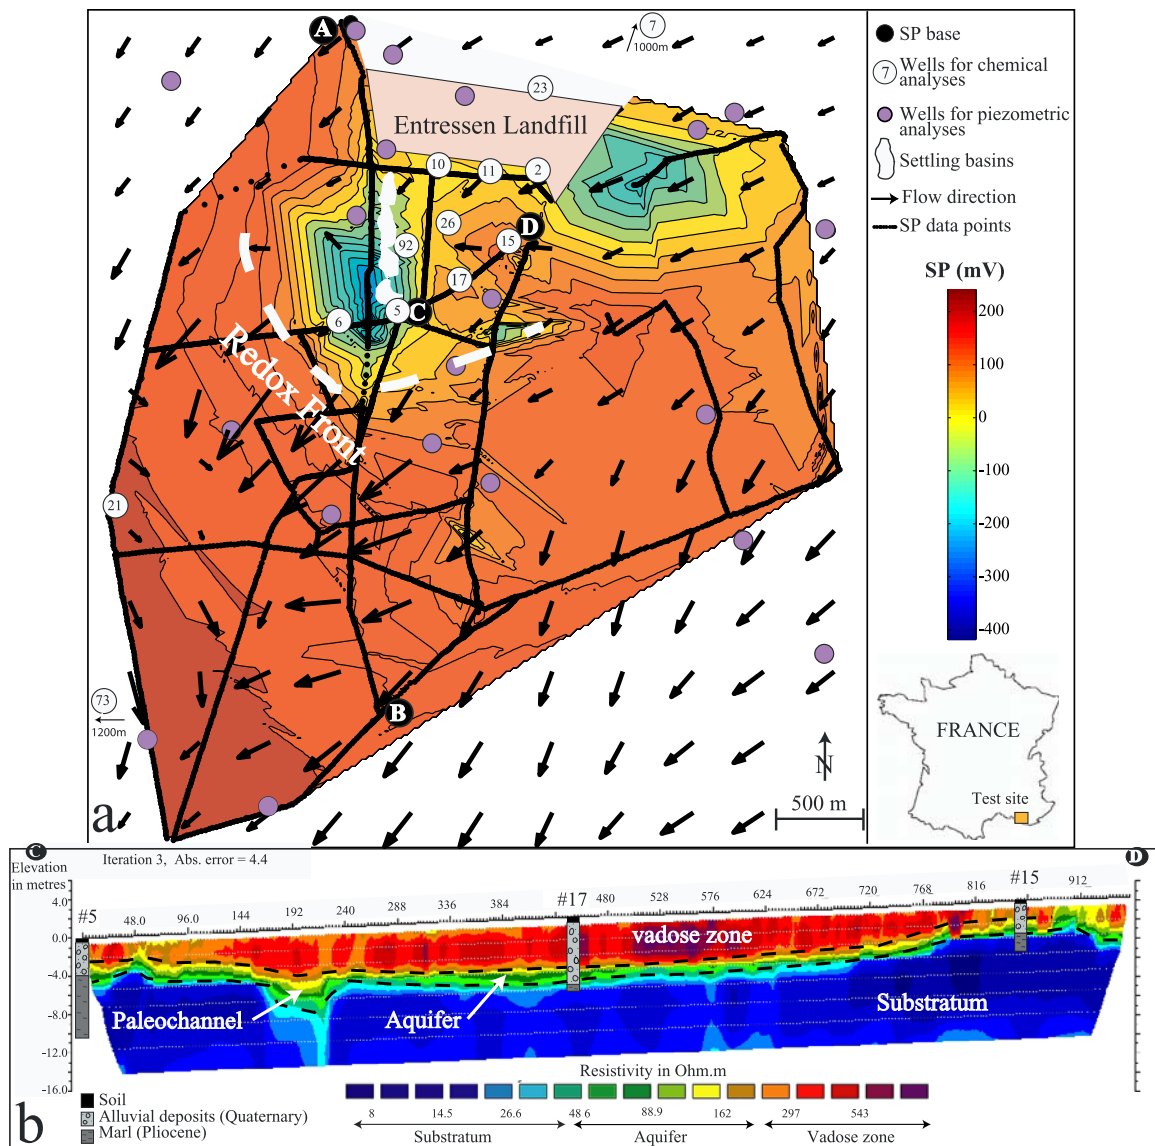 A
7
1000m
23
Entressen Landfill
10
11
2
26
D
92
15
17
5
C
6
Redox Front
21
73
1200m
B
N
500 m
a
SP base
7
Wells for chemical
analyses
Wells for piezometric
analyses
Settling basins
Flow direction
SP data points
SP (mV)
200
100
0
-100
-200
-300
-400
FRANCE
Test site
C
Iteration 3, Abs. error = 4.4
D
Elevation
in metres
4.0
0.0
-4.0
-8.0
-12.0
-16.0
#5
48.0
96.0
144
192
240
288
336
384
#17
480
528
576
624
672
720
768
816
#15
912
vadose zone
Paleochannel
Aquifer
Substratum
Resistivity in Ohm.m
8
14.5
26.6
48.6
88.9
162
297
543
Substratum
Aquifer
Vadose zone
b
Soil
Alluvial deposits (Quaternary)
Marl (Pliocene)